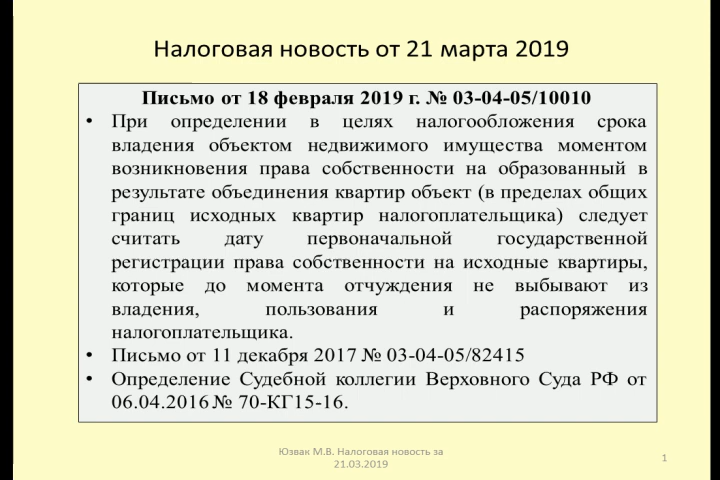 Налоговая новость от 21 марта 2019
Письмо от 18 февраля 2019 г. № 03-04-05/10010
• При определении в целях налогообложения срока
владения объектом недвижимого имущества моментом
возникновения права собственности на образованный в
результате объединения квартир объект (в пределах общих
границ исходных квартир налогоплательщика) следует
считать дату первоначальной государственной
регистрации права собственности на исходные квартиры,
которые до момента отчуждения не выбывают из
владения, пользования и распоряжения
налогоплательщика.
• Письмо от 11 декабря 2017 № 03-04-05/82415
• Определение Судебной коллегии Верховного Суда РФ от
06.04.2016 № 70-КГ15-16.
Юзвак М.В. Налоговая новость за
21.03.2019
1